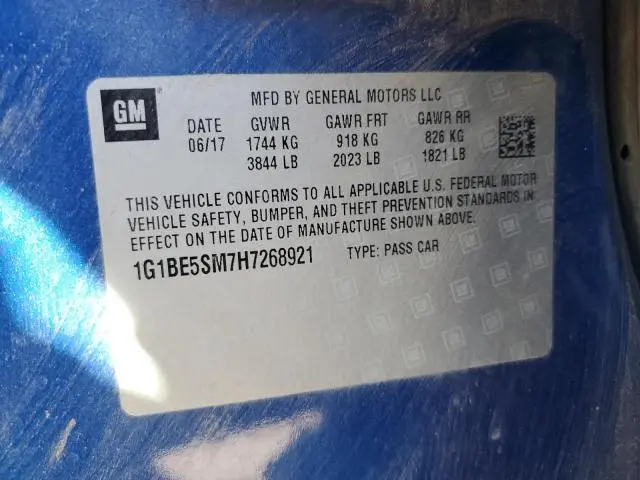 GM
MFD BY GENERAL MOTORS LLC
DATE GVWR GAWR FRT GAWR RR
06/17 1744 KG 918 KG 826 KG
3844 LB 2023 LB 1821 LB
THIS VEHICLE CONFORMS TO ALL APPLICABLE U.S. FEDERAL MOTOR
VEHICLE SAFETY, BUMPER, AND THEFT PREVENTION STANDARDS IN
EFFECT ON THE DATE OF MANUFACTURE SHOWN ABOVE.
1G1BE5SM7H7268921 TYPE: PASS CAR